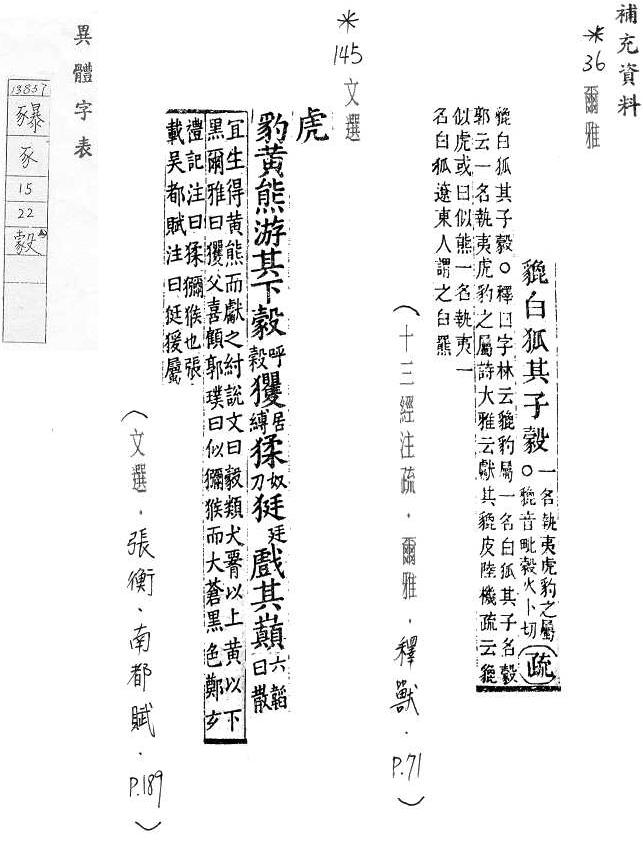 補充資料
*36 爾雅
貔白狐其子豰○一名執夷虎豹之屬
貔音毗豰火卜切
疏
貔白狐其子豰○釋曰字林云貔豹屬一名白狐其子名豰
郭云一名執夷虎豹之屬詩大雅云獻其貔皮陸機疏云貔
似虎或曰似熊一名執夷一
名白狐遼東人謂之白羆
(十三經注疏．爾雅．釋獸．P.71)
*145 文選
虎
豹黃熊游其下豰呼
穀玃居
縛猱奴
刀狿廷戲其巔六韜
曰散
宜生得黃熊而獻之紂說文曰豰類犬胥以上黃以下
黑爾雅曰玃父善顧郭璞曰似獼猴而大蒼黑色鄭玄
禮記注曰猱獼猴也張
載吳都賦注曰狿猨屬
(文選．張衡．南都賦．P.189)
異體字表
13837
豕
15
22
豰